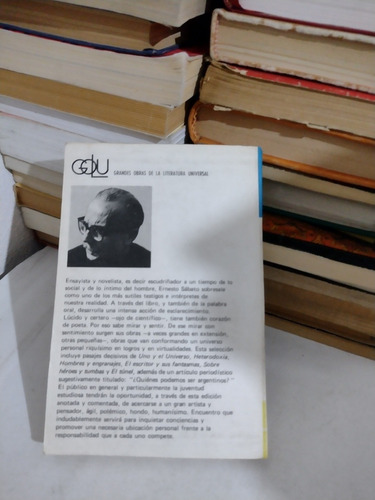 GOLU GRANDES OBRAS DE LA LITERATURA UNIVERSAL
Ensayista y novelista, es decir escudriñador a un tiempo de lo
social y de lo íntimo del hombre, Ernesto Sábato sobresale
como uno de los más sutiles testigos e intérpretes de
nuestra realidad. A través del libro, y también de la palabra
oral, desarrolla una intensa acción de esclarecimiento.
Lúcido y certero —ojo de científico—, tiene también corazón
de poeta. Por eso sabe mirar y sentir. De ese mirar con
sentimiento surgen sus obras —a veces grandes en extensión,
otras pequeñas—, obras que van conformando un universo
personal riquísimo en logros y en virtualidades. Esta selección
incluye pasajes decisivos de Uno y el Universo, Heterodoxia,
Hombres y engranajes, El escritor y sus fantasmas, Sobre
héroes y tumbas y El túnel, además de un artículo periodístico
sugestivamente titulado: "¿Quiénes podemos ser argentinos?"
El público en general y particularmente la juventud
estudiosa tendrán la oportunidad, a través de esta edición
anotada y comentada, de acercarse a un gran artista y
pensador, ágil, polémico, hondo, humanísimo. Encuentro que
indudablemente servirá para inquietar conciencias y
promover una necesaria ubicación personal frente a la
responsabilidad que a cada uno compete.